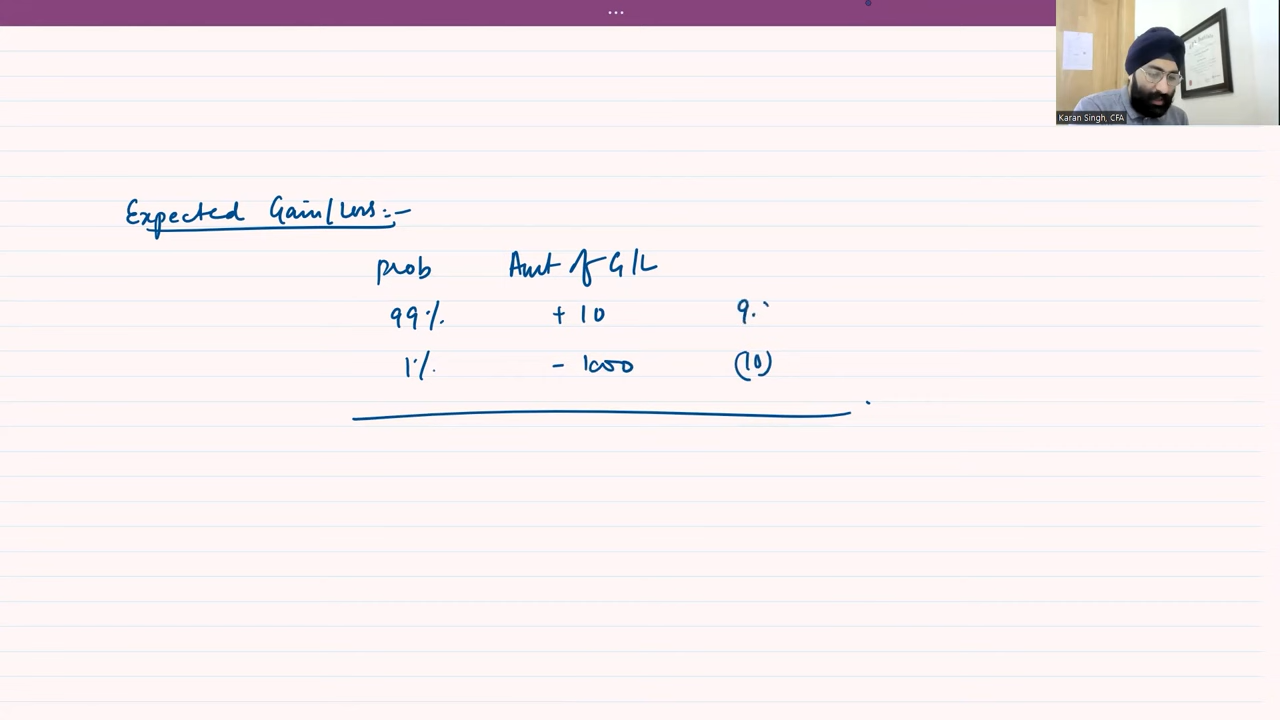 ...
Karan Singh, CFA
Expected Gain/Loss:-
prob Amt of G/L
99% + 10 9.
1% - 1000 (10)